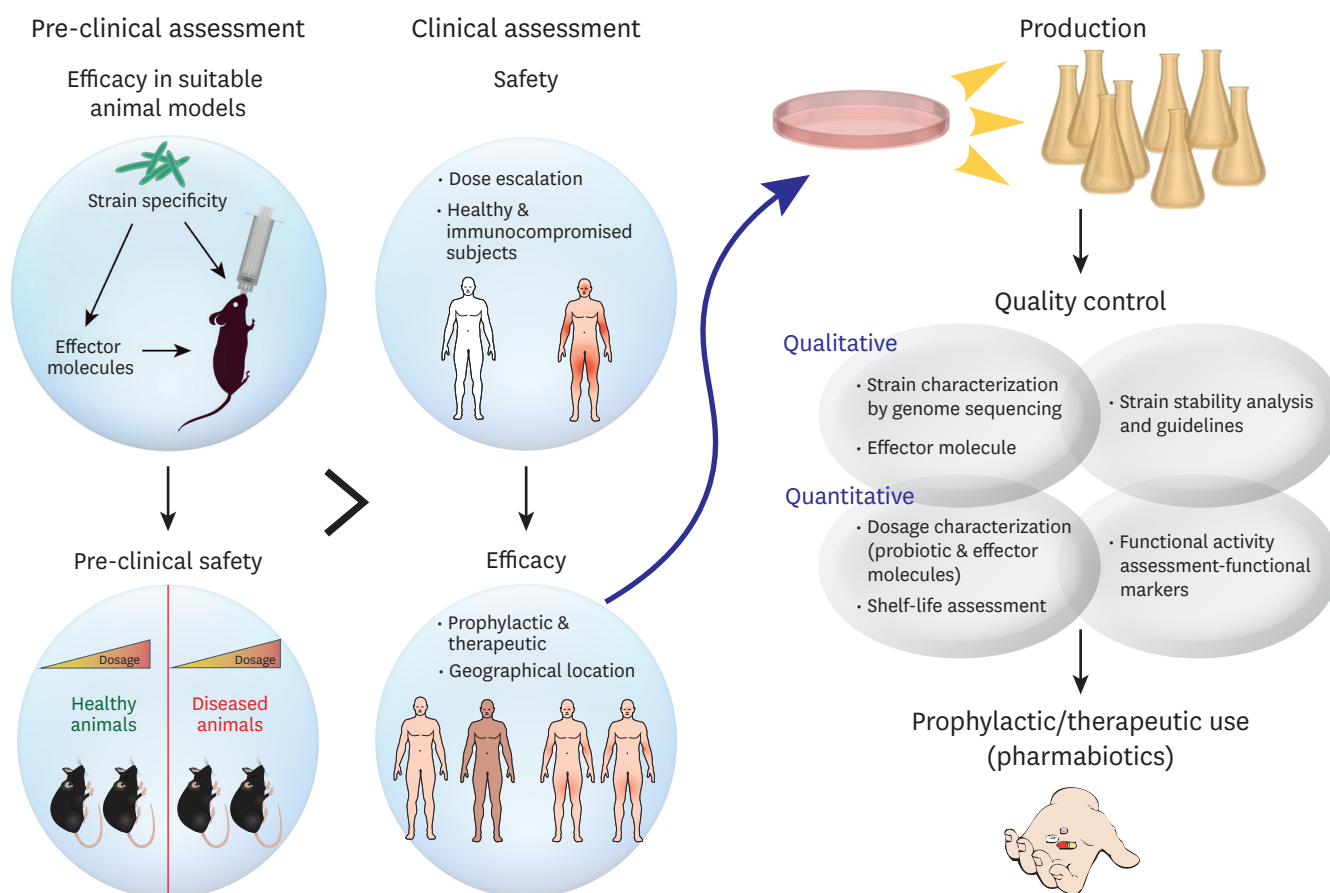 Pre-clinical assessment
Efficacy in suitable
animal models
Strain specificity
Effector
molecules
Pre-clinical safety
Dosage
Dosage
Healthy
animals
Diseased
animals
Clinical assessment
Safety
· Dose escalation
· Healthy &
immunocompromised
subjects
Efficacy
· Prophylactic &
therapeutic
· Geographical location
Production
Quality control
Qualitative
· Strain characterization
by genome sequencing
· Effector molecule
· Strain stability analysis
and guidelines
Quantitative
· Dosage characterization
(probiotic & effector
molecules)
· Shelf-life assessment
· Functional activity
assessment-functional
markers
Prophylactic/therapeutic use
(pharmabiotics)